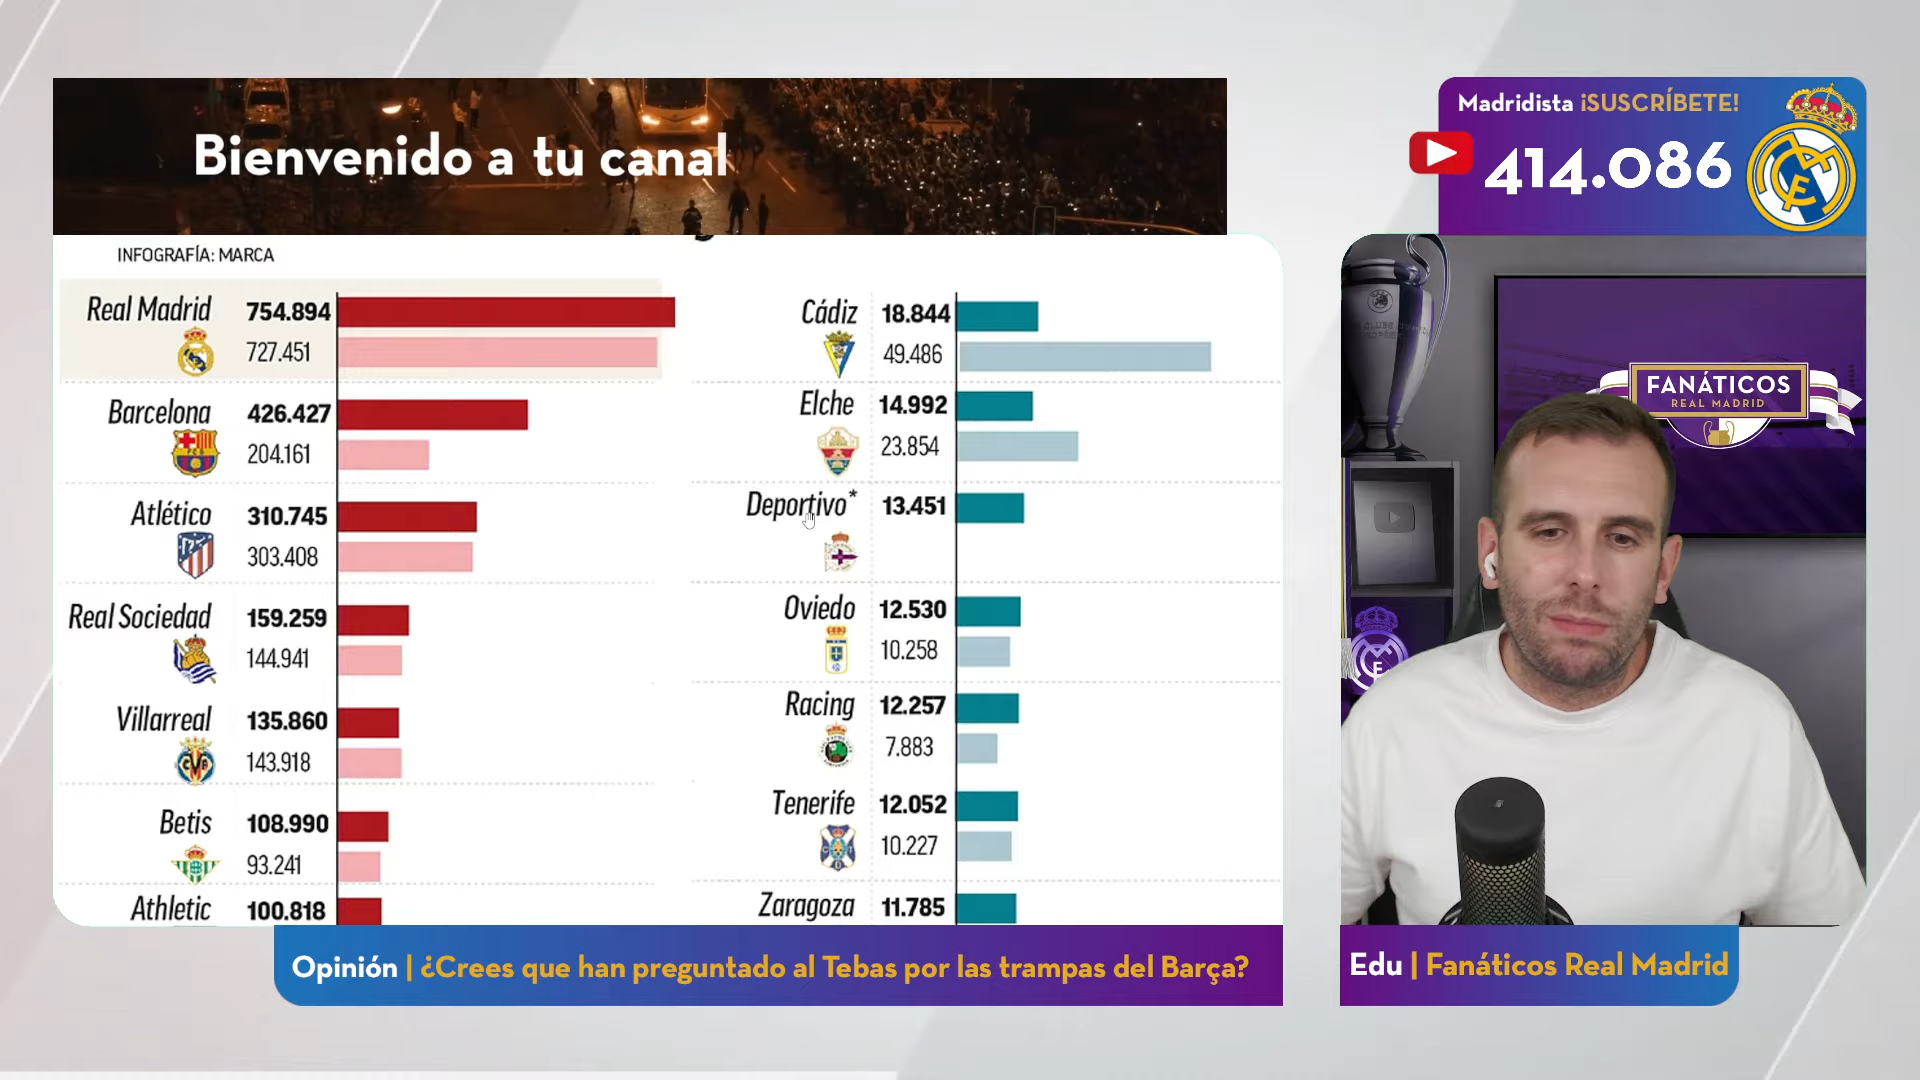 Bienvenido a tu canal
Madridista ¡SUSCRÍBETE!
414.086
INFOGRAFÍA: MARCA
Real Madrid 754.894
727.451
Barcelona 426.427
204.161
Atlético 310.745
303.408
Real Sociedad 159.259
144.941
Villarreal 135.860
143.918
Betis 108.990
93.241
Athletic 100.818
Cádiz 18.844
49.486
Elche 14.992
23.854
Deportivo* 13.451
Oviedo 12.530
10.258
Racing 12.257
7.883
Tenerife 12.052
10.227
Zaragoza 11.785
FANÁTICOS
REAL MADRID
Opinión | ¿Crees que han preguntado al Tebas por las trampas del Barça?
Edu | Fanáticos Real Madrid